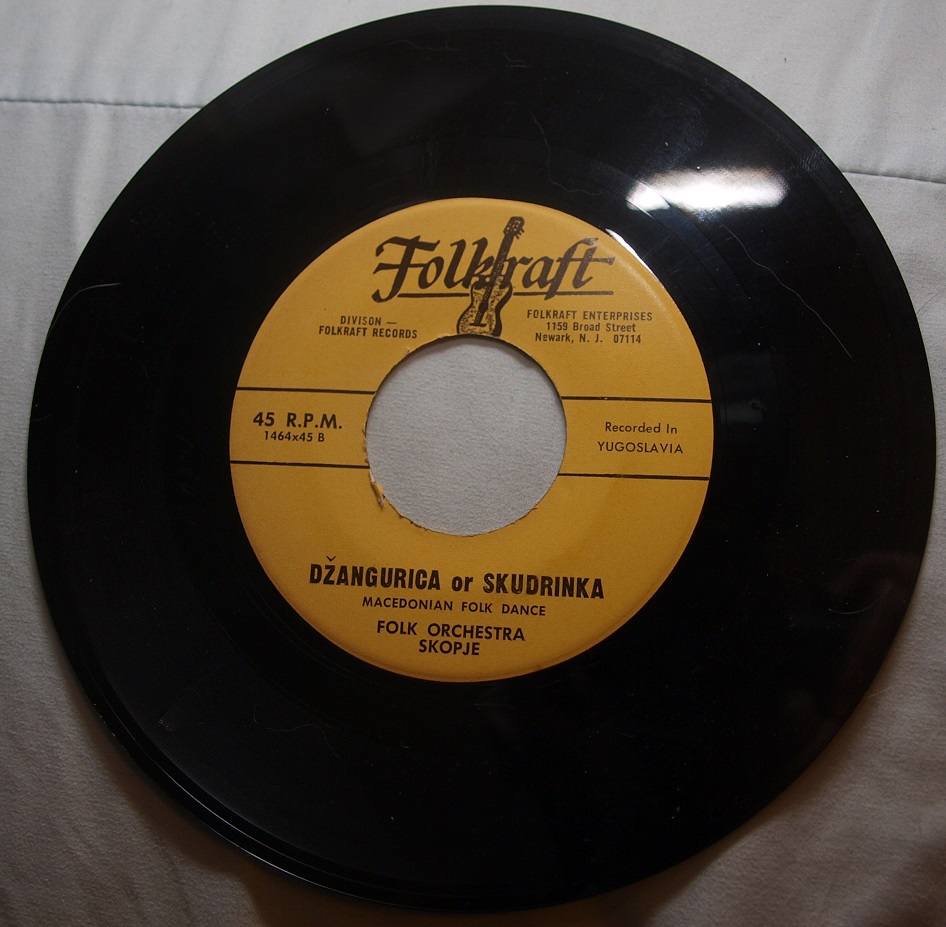 Folkraft
DIVISON —
FOLKRAFT RECORDS
FOLKRAFT ENTERPRISES
1159 Broad Street
Newark, N. J. 07114
45 R.P.M.
1464x45 B
Recorded In
YUGOSLAVIA
DŽANGURICA or SKUDRINKA
MACEDONIAN FOLK DANCE
FOLK ORCHESTRA
SKOPJE